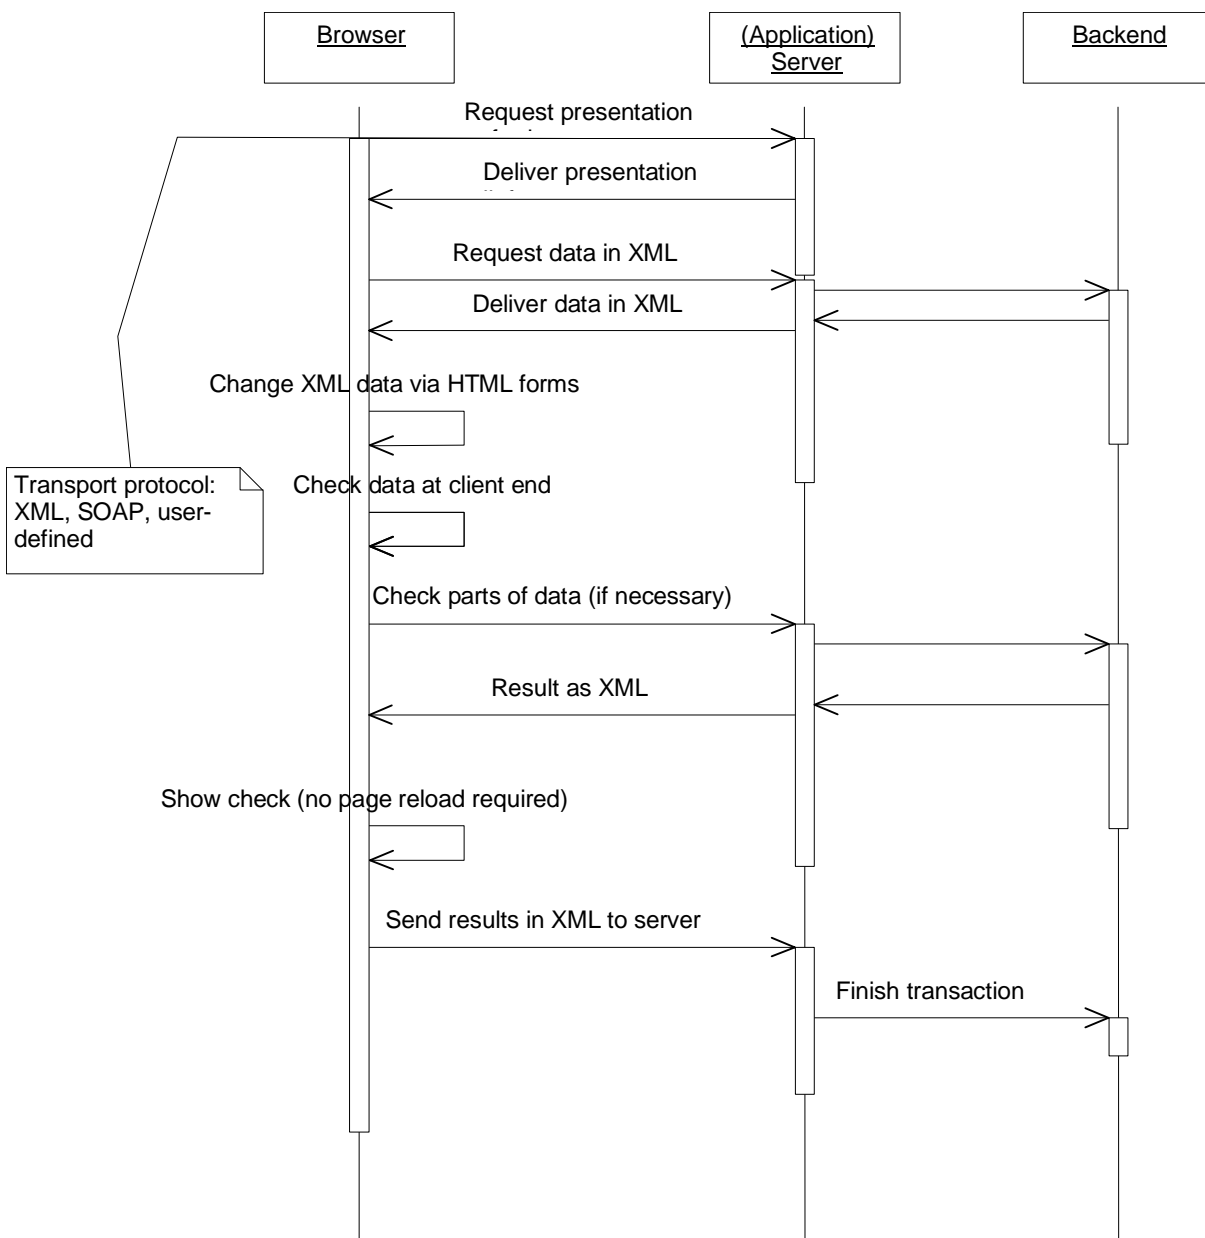 Browser
(Application)
Server
Backend
Request presentation
Deliver presentation
Request data in XML
Deliver data in XML
Change XML data via HTML forms
Transport protocol:
XML, SOAP, user-
defined
Check data at client end
Check parts of data (if necessary)
Result as XML
Show check (no page reload required)
Send results in XML to server
Finish transaction